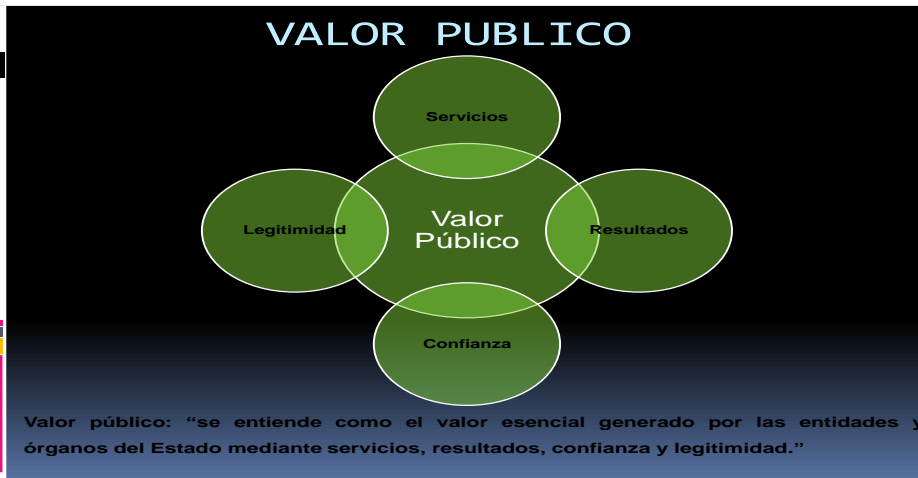 VALOR PUBLICO
Servicios
Legitimidad
Valor
Público
Resultados
Confianza
Valor público: “se entiende como el valor esencial generado por las entidades y
órganos del Estado mediante servicios, resultados, confianza y legitimidad.”